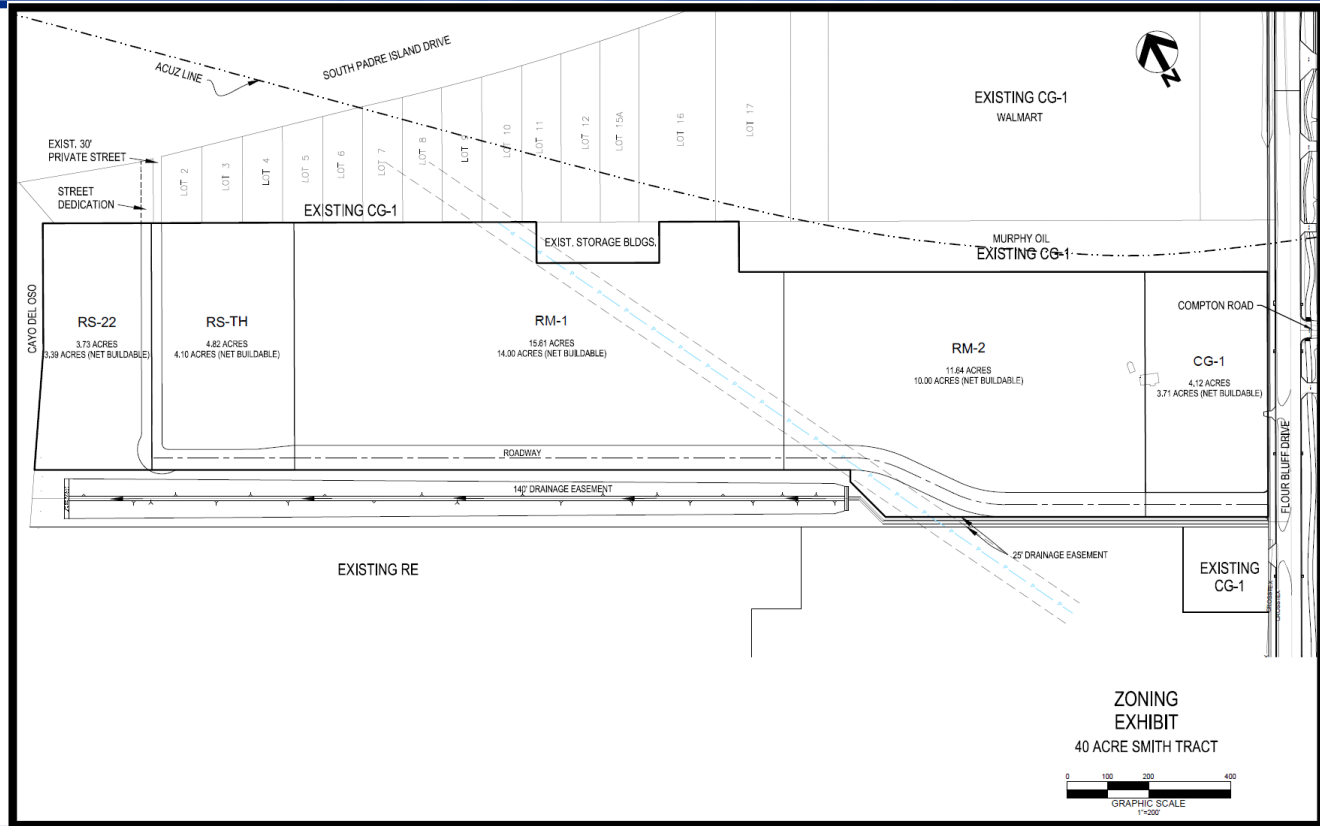 ACUZ LINE
SOUTH PADRE ISLAND DRIVE
N
EXISTING CG-1
WALMART
EXIST. 30'
PRIVATE STREET
STREET
DEDICATION
LOT 2
LOT 3
LOT 4
LOT 5
LOT 6
LOT 7
LOT 8
LOT 9
LOT 10
LOT 11
LOT 12
LOT 15A
LOT 16
LOT 17
EXISTING CG-1
EXIST. STORAGE BLDGS.
MURPHY OIL
EXISTING CG-1
COMPTON ROAD
CAYO DEL OSO
RS-22
3.73 ACRES
3.39 ACRES (NET BUILDABLE)
RS-TH
4.82 ACRES
4.10 ACRES (NET BUILDABLE)
RM-1
15.61 ACRES
14.00 ACRES (NET BUILDABLE)
RM-2
11.64 ACRES
10.00 ACRES (NET BUILDABLE)
CG-1
4.12 ACRES
3.71 ACRES (NET BUILDABLE)
FLOUR BLUFF DRIVE
ROADWAY
140' DRAINAGE EASEMENT
25' DRAINAGE EASEMENT
EXISTING RE
EXISTING
CG-1
CROSSTEX
CROSSTEX
ZONING
EXHIBIT
40 ACRE SMITH TRACT
0 100 200 400
GRAPHIC SCALE
1"=200'